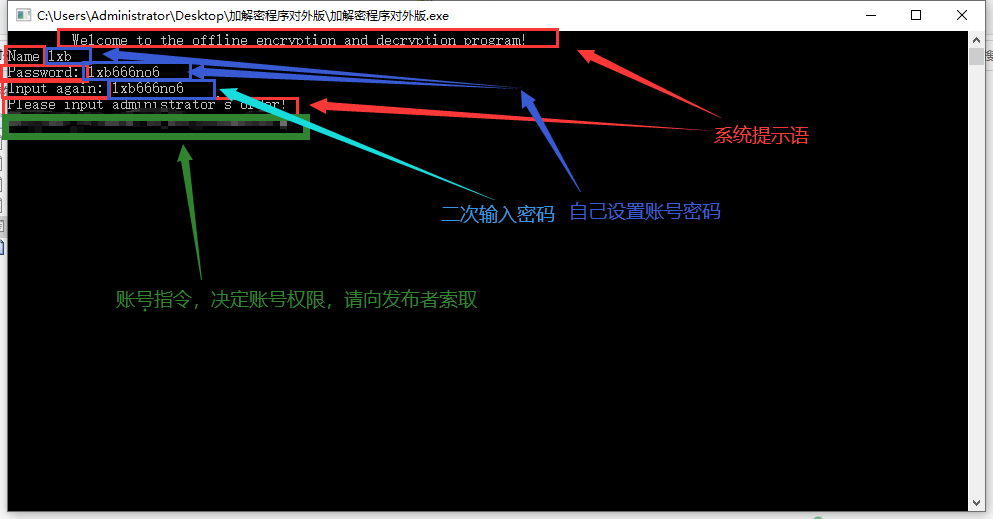 C:\Users\Administrator\Desktop\加解密程序对外版\加解密程序对外版.exe
Welcome to the offline encryption and decryption program!
Name lxb
Password: lxb666no6
Input again: lxb666no6
Please input administrator's order!
系统提示语
二次输入密码
自己设置账号密码
账号指令，决定账号权限，请向发布者索取